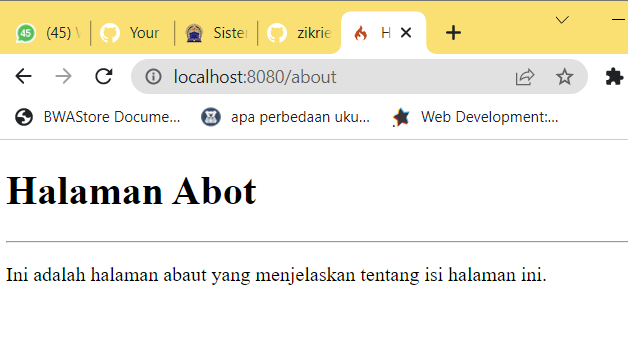 45 (45) W
Your
Sister
zikrie
H
localhost:8080/about
BWAStore Docume...
apa perbedaan uku...
Web Development:...
Halaman Abot
Ini adalah halaman abaut yang menjelaskan tentang isi halaman ini.